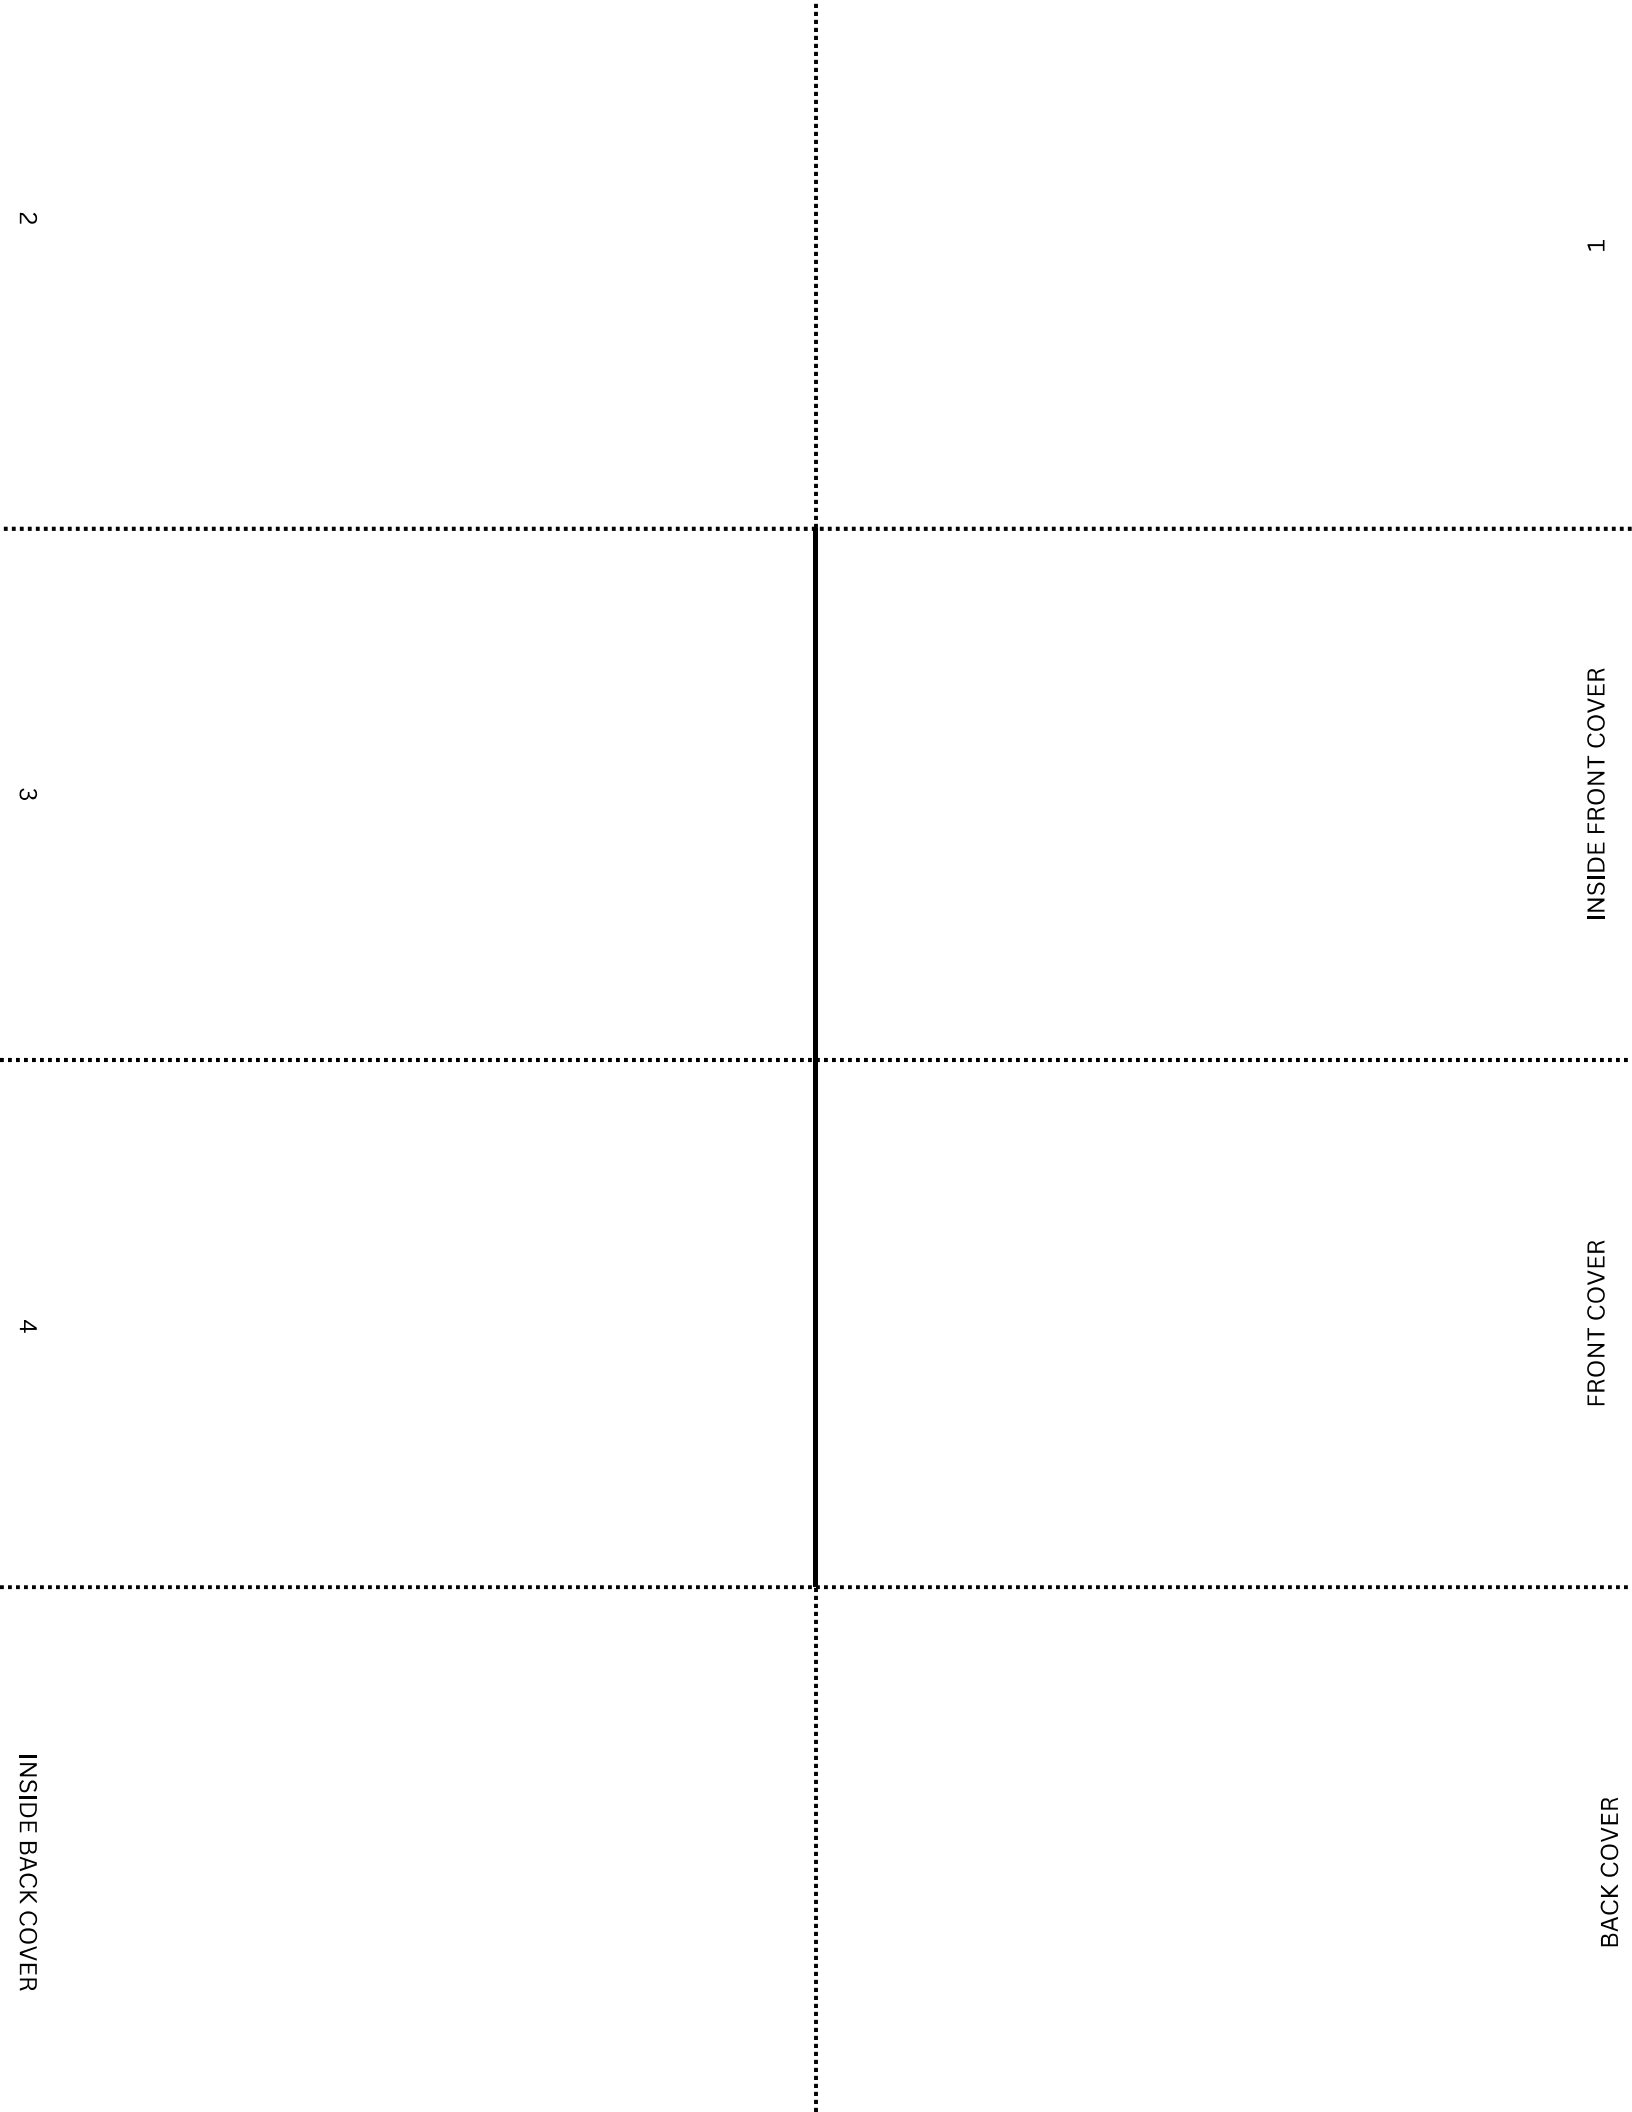 2
1
3
INSIDE FRONT COVER
4
FRONT COVER
INSIDE BACK COVER
BACK COVER